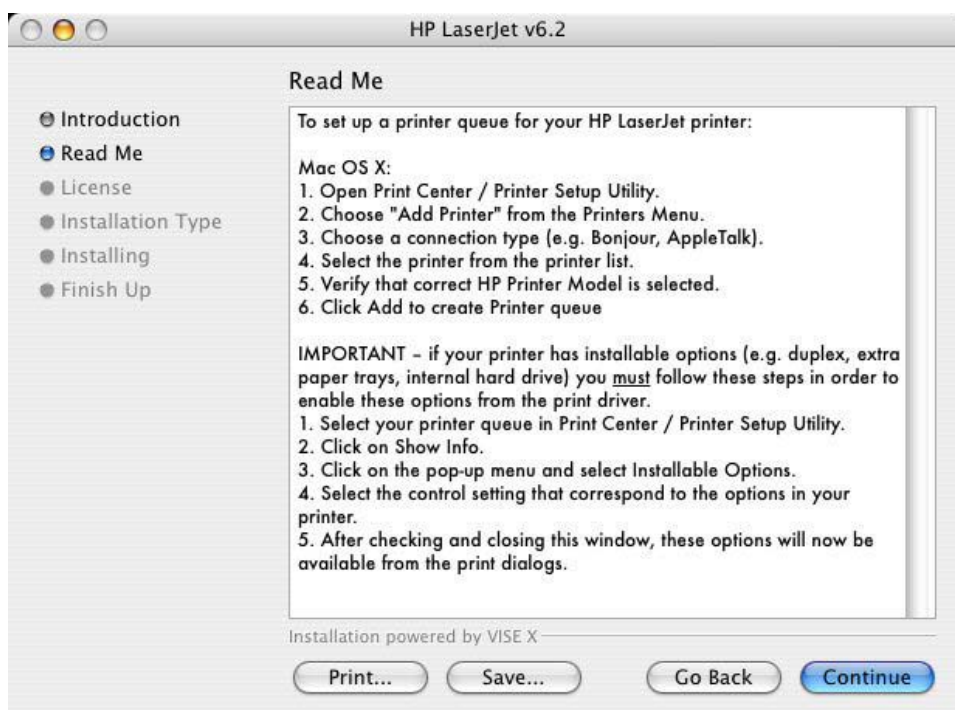 HP LaserJet v6.2
Read Me
Introduction
Read Me
License
Installation Type
Installing
Finish Up
To set up a printer queue for your HP LaserJet printer:
Mac OS X:
1. Open Print Center / Printer Setup Utility.
2. Choose "Add Printer" from the Printers Menu.
3. Choose a connection type (e.g. Bonjour, AppleTalk).
4. Select the printer from the printer list.
5. Verify that correct HP Printer Model is selected.
6. Click Add to create Printer queue
IMPORTANT – if your printer has installable options (e.g. duplex, extra
paper trays, internal hard drive) you must follow these steps in order to
enable these options from the print driver.
1. Select your printer queue in Print Center / Printer Setup Utility.
2. Click on Show Info.
3. Click on the pop-up menu and select Installable Options.
4. Select the control setting that correspond to the options in your
printer.
5. After checking and closing this window, these options will now be
available from the print dialogs.
Installation powered by VISE X
Print...
Save...
Go Back
Continue